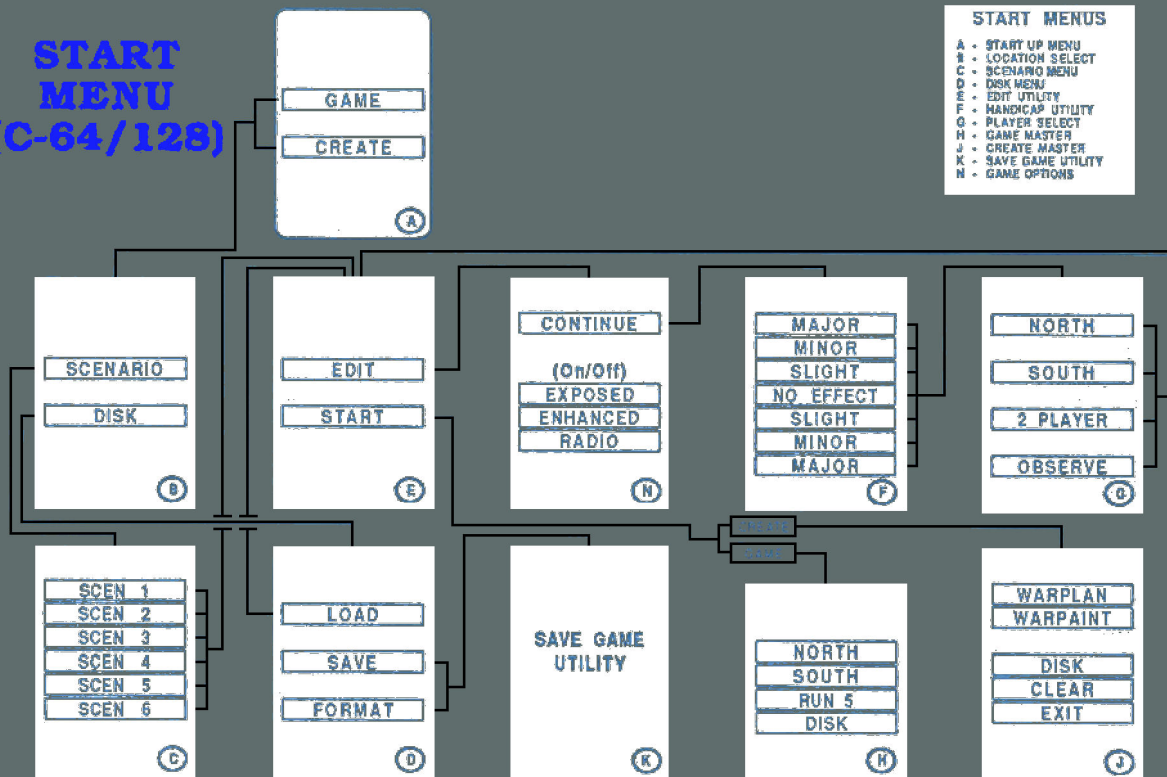 START
MENU
(C-64/128)
GAME
CREATE
A
START MENUS
A - START UP MENU
B - LOCATION SELECT
C - SCENARIO MENU
D - DISK MENU
E - EDIT UTILITY
F - HANDICAP UTILITY
G - PLAYER SELECT
H - GAME MASTER
J - CREATE MASTER
K - SAVE GAME UTILITY
N - GAME OPTIONS
SCENARIO
DISK
B
EDIT
START
E
CONTINUE
(On/Off)
EXPOSED
ENHANCED
RADIO
N
MAJOR
MINOR
SLIGHT
NO EFFECT
SLIGHT
MINOR
MAJOR
F
NORTH
SOUTH
2 PLAYER
OBSERVE
G
SCEN 1
SCEN 2
SCEN 3
SCEN 4
SCEN 5
SCEN 6
C
LOAD
SAVE
FORMAT
D
SAVE GAME
UTILITY
K
GAME
NORTH
SOUTH
RUN 5
DISK
H
WARPLAN
WARPAINT
DISK
CLEAR
EXIT
J